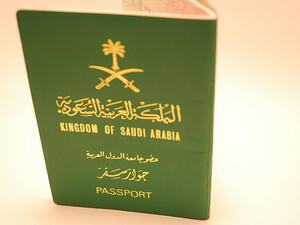 المملكة العربية السعودية
KINGDOM OF SAUDI ARABIA
عضو جامعة الدول العربية
جواز سفر
PASSPORT